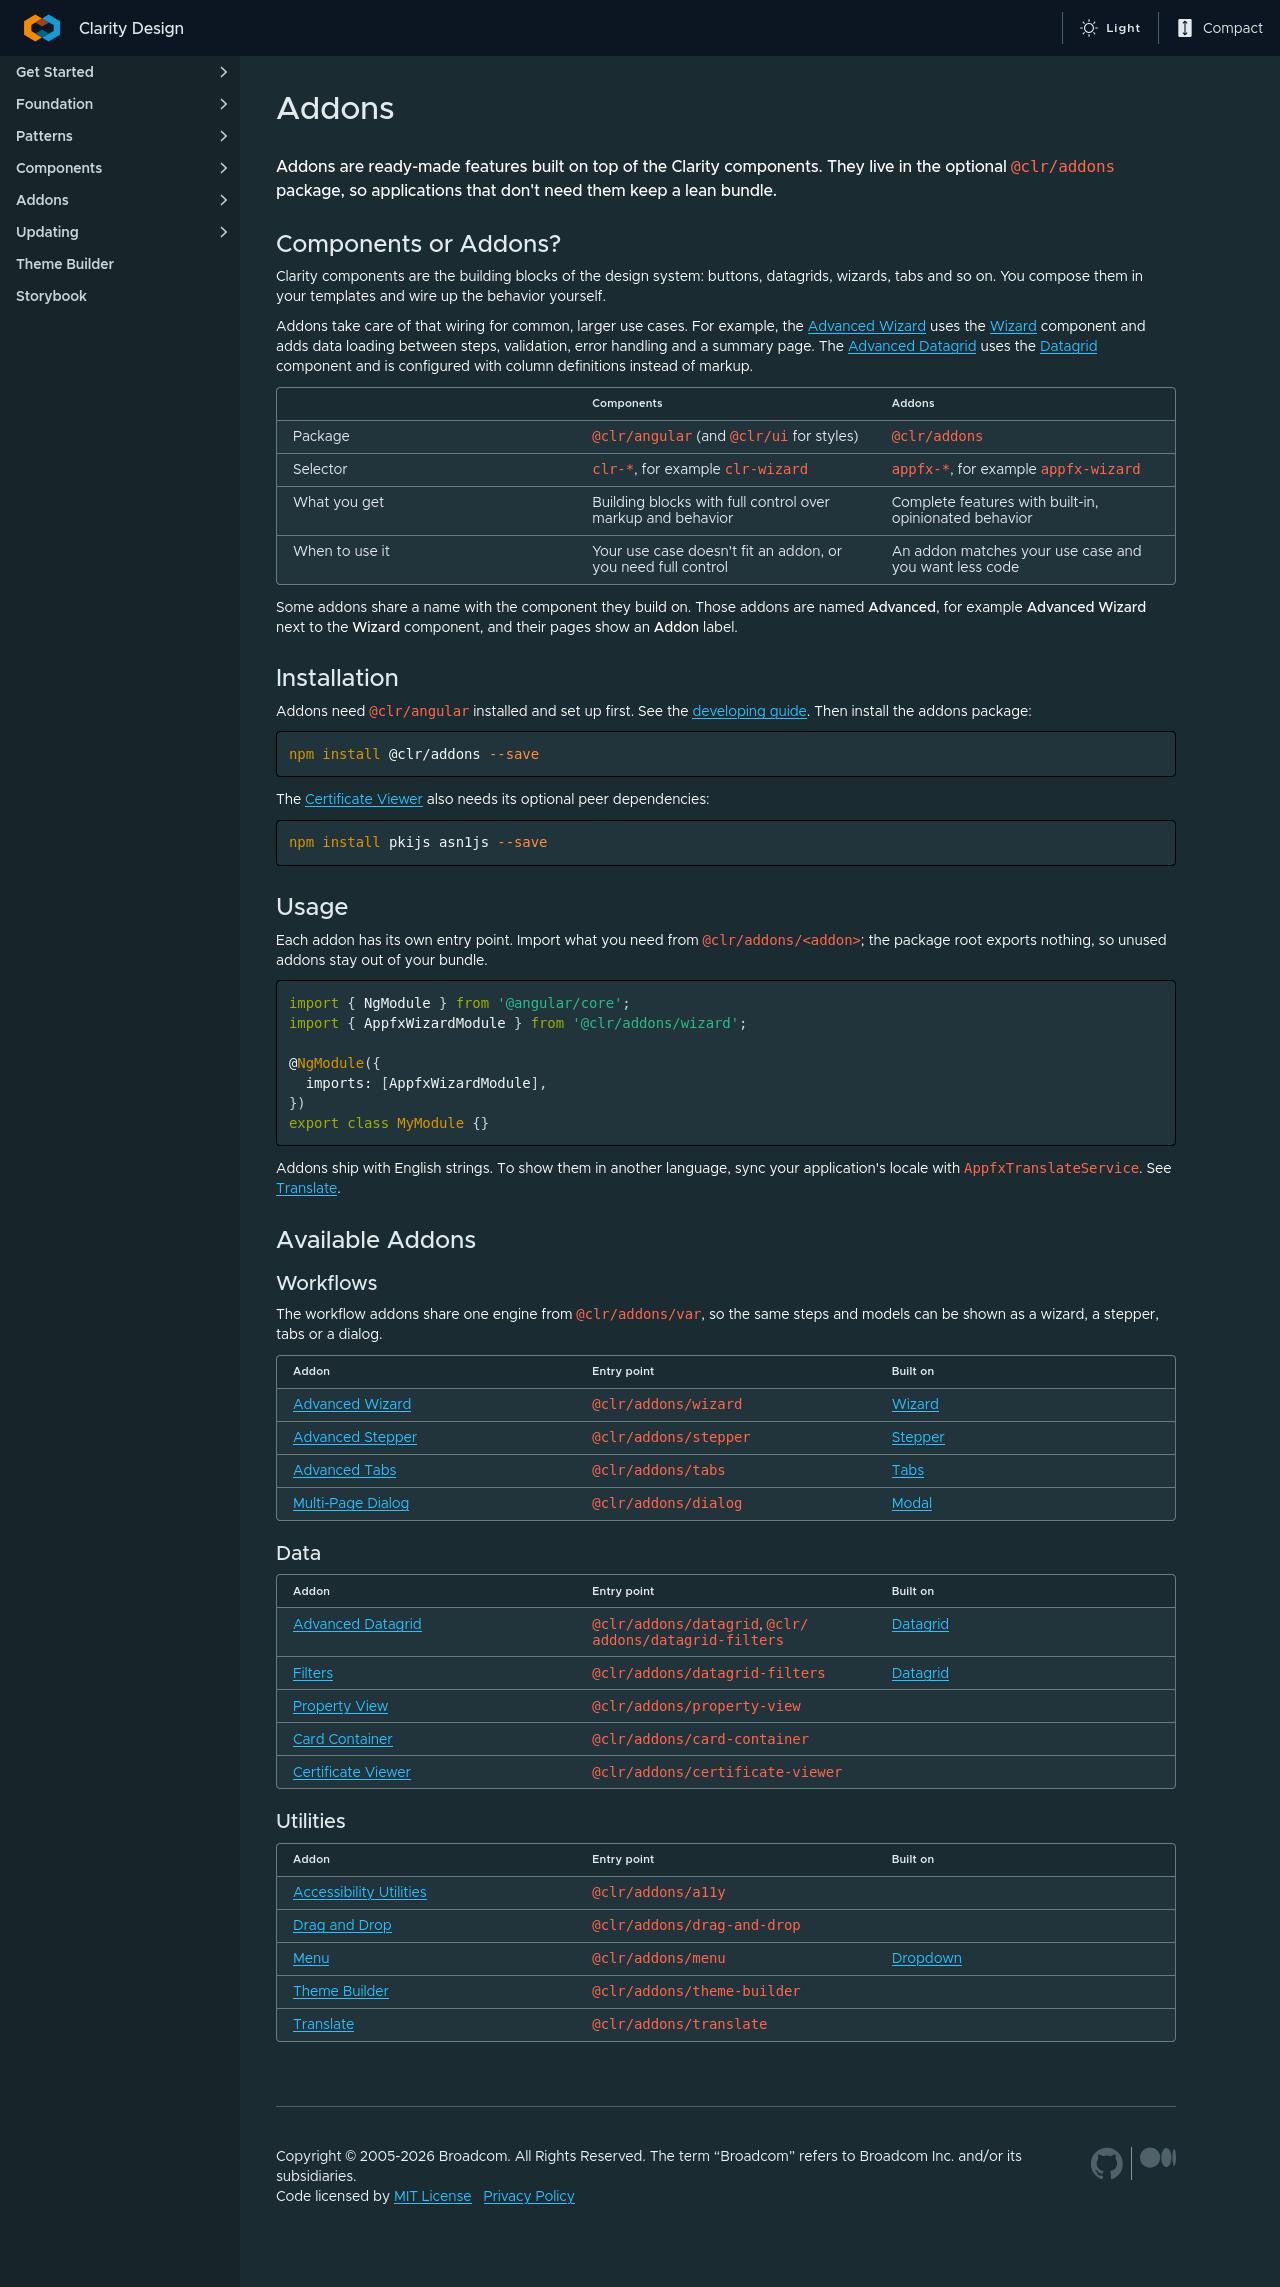 Clarity Design
Light
Compact
Get Started
Foundation
Patterns
Components
Addons
Updating
Theme Builder
Storybook
Addons
Addons are ready-made features built on top of the Clarity components. They live in the optional @clr/addons
package, so applications that don't need them keep a lean bundle.
Components or Addons?
Clarity components are the building blocks of the design system: buttons, datagrids, wizards, tabs and so on. You compose them in
your templates and wire up the behavior yourself.
Addons take care of that wiring for common, larger use cases. For example, the Advanced Wizard uses the Wizard component and
adds data loading between steps, validation, error handling and a summary page. The Advanced Datagrid uses the Datagrid
component and is configured with column definitions instead of markup.
Components Addons
Package @clr/angular (and @clr/ui for styles) @clr/addons
Selector clr-*, for example clr-wizard appfx-*, for example appfx-wizard
What you get Building blocks with full control over Complete features with built-in,
markup and behavior opinionated behavior
When to use it Your use case doesn't fit an addon, or An addon matches your use case and
you need full control you want less code
Some addons share a name with the component they build on. Those addons are named Advanced, for example Advanced Wizard
next to the Wizard component, and their pages show an Addon label.
Installation
Addons need @clr/angular installed and set up first. See the developing guide. Then install the addons package:
npm install @clr/addons --save
The Certificate Viewer also needs its optional peer dependencies:
npm install pkijs asn1js --save
Usage
Each addon has its own entry point. Import what you need from @clr/addons/<addon>; the package root exports nothing, so unused
addons stay out of your bundle.
import { NgModule } from '@angular/core';
import { AppfxWizardModule } from '@clr/addons/wizard';
@NgModule({
imports: [AppfxWizardModule],
})
export class MyModule {}
Addons ship with English strings. To show them in another language, sync your application's locale with AppfxTranslateService. See
Translate.
Available Addons
Workflows
The workflow addons share one engine from @clr/addons/var, so the same steps and models can be shown as a wizard, a stepper,
tabs or a dialog.
Addon Entry point Built on
Advanced Wizard @clr/addons/wizard Wizard
Advanced Stepper @clr/addons/stepper Stepper
Advanced Tabs @clr/addons/tabs Tabs
Multi-Page Dialog @clr/addons/dialog Modal
Data
Addon Entry point Built on
Advanced Datagrid @clr/addons/datagrid, @clr/ Datagrid
addons/datagrid-filters
Filters @clr/addons/datagrid-filters Datagrid
Property View @clr/addons/property-view
Card Container @clr/addons/card-container
Certificate Viewer @clr/addons/certificate-viewer
Utilities
Addon Entry point Built on
Accessibility Utilities @clr/addons/a11y
Drag and Drop @clr/addons/drag-and-drop
Menu @clr/addons/menu Dropdown
Theme Builder @clr/addons/theme-builder
Translate @clr/addons/translate
Copyright © 2005-2026 Broadcom. All Rights Reserved. The term “Broadcom” refers to Broadcom Inc. and/or its
subsidiaries.
Code licensed by MIT License Privacy Policy